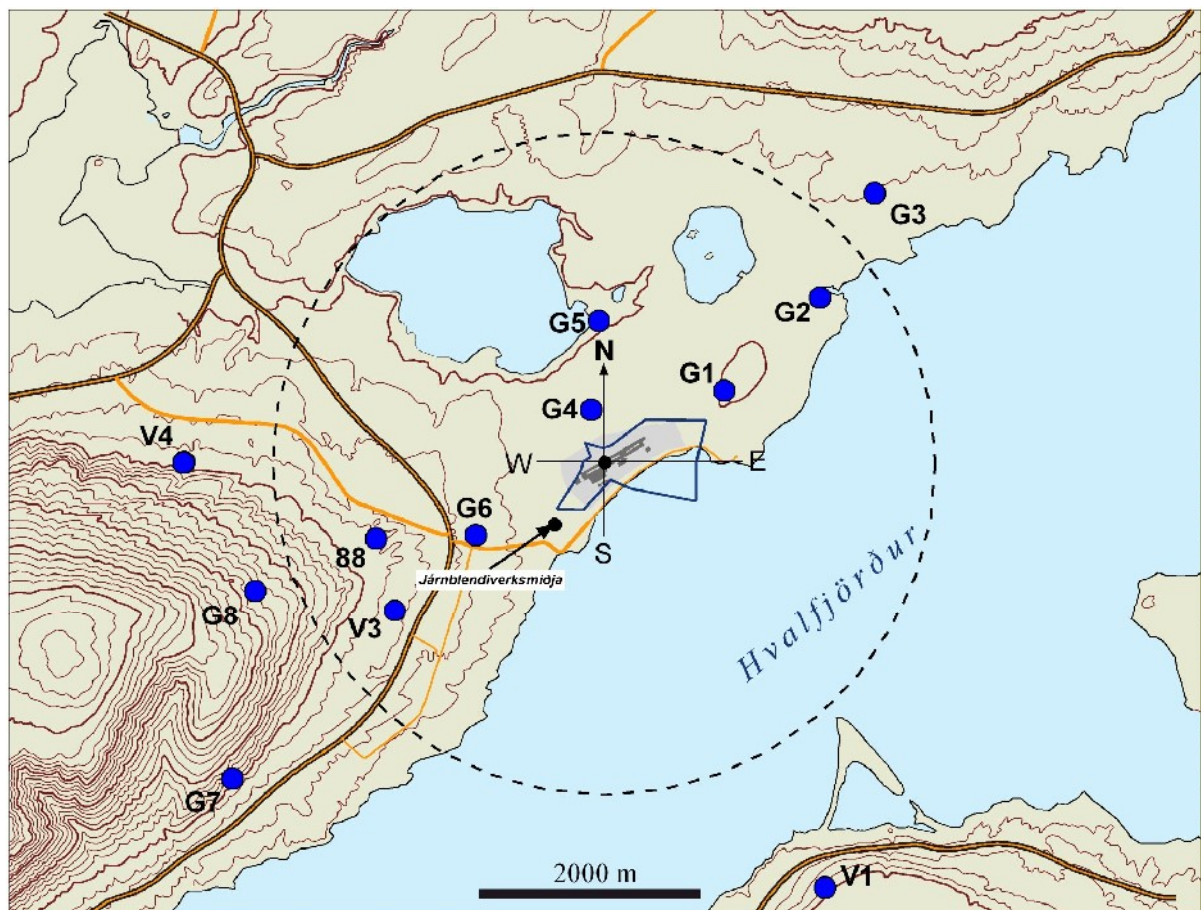 G3
G2
G5
N
G1
G4
V4
W
E
G6
S
88
Járnblendiverksmiðja
G8
V3
Hvalfjörður
G7
2000 m
V1